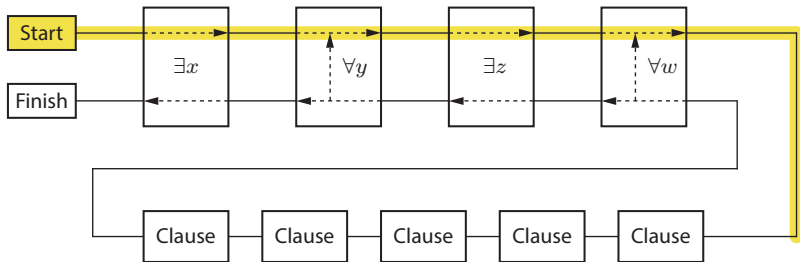 Start
∃x
∀y
∃z
∀w
Finish
Clause
Clause
Clause
Clause
Clause